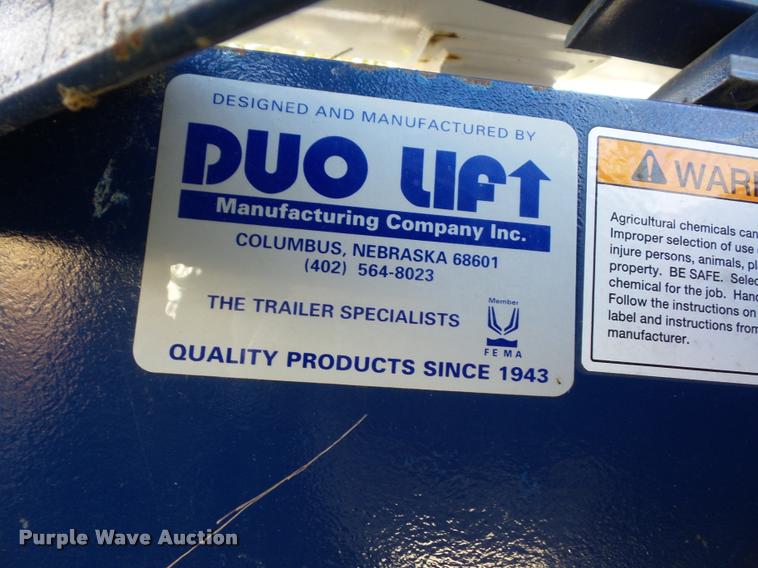 DESIGNED AND MANUFACTURED BY
DUO LIFT
Manufacturing Company Inc.
COLUMBUS, NEBRASKA 68601
(402) 564-8023
THE TRAILER SPECIALISTS
Member
FEMA
QUALITY PRODUCTS SINCE 1943
Agricultural chemicals can
Improper selection of use
injure persons, animals,
property. BE SAFE.
chemical for the job.
Follow the instructions on
label and instructions from
manufacturer.
Purple Wave Auction